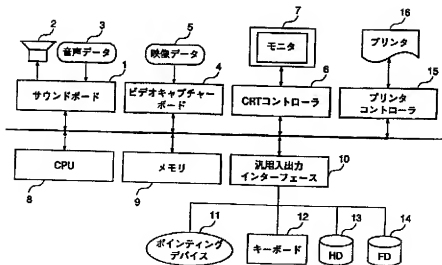 2
3
5
7
16
音声データ
映像データ
モニタ
プリンタ
1
4
6
15
サウンドボード
ビデオキャプチャー
ボード
CRTコントローラ
プリンタ
コントローラ
CPU
メモリ
汎用入出力
インターフェース
8
9
10
11
12
13
14
ポインティング
デバイス
キーボード
HD
FD